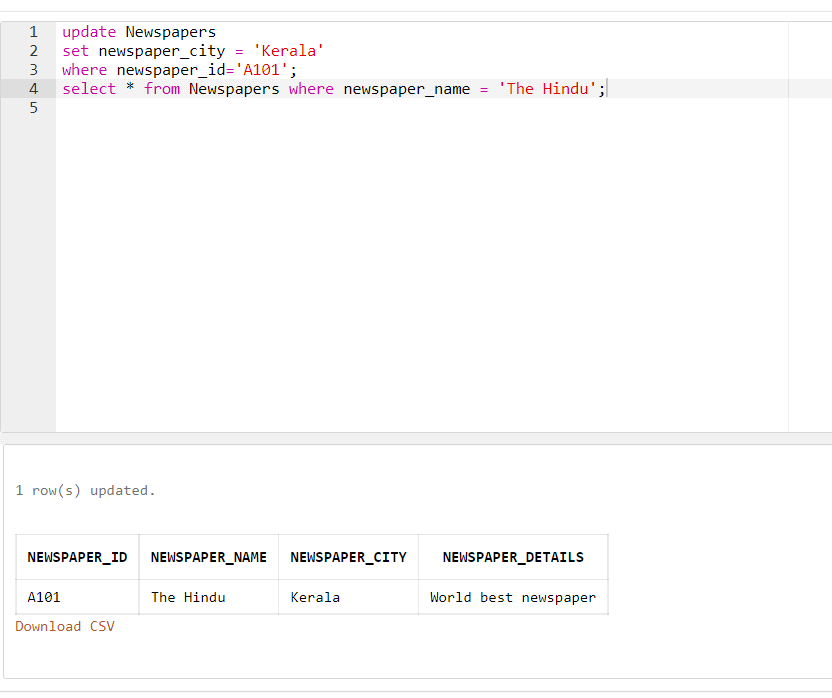 1 update Newspapers
2 set newspaper_city = 'Kerala'
3 where newspaper_id='A101';
4 select * from Newspapers where newspaper_name = 'The Hindu';
5
1 row(s) updated.
NEWSPAPER_ID NEWSPAPER_NAME NEWSPAPER_CITY NEWSPAPER_DETAILS
A101 The Hindu Kerala World best newspaper
Download CSV